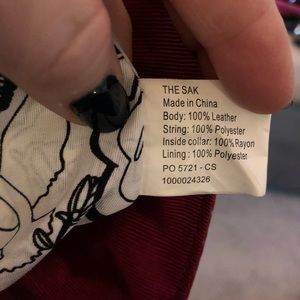 THE SAK
Made in China
Body: 100% Leather
String: 100% Polyester
Inside collar: 100%Rayon
Lining : 100% Polyester
PO 5721 - CS
1000024326